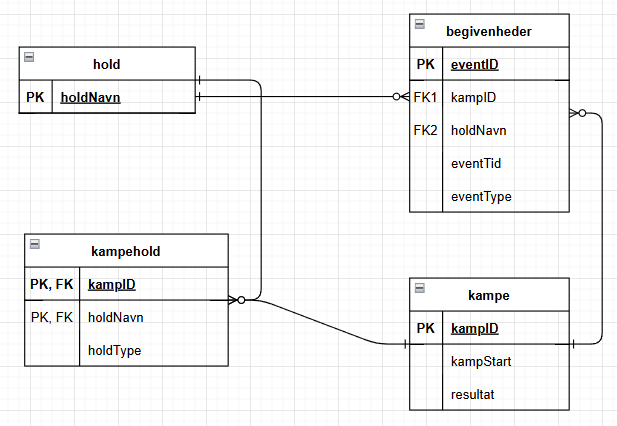 hold
PK holdNavn
begivenheder
PK eventID
FK1 kampID
FK2 holdNavn
eventTid
eventType
kampehold
PK, FK kampID
PK, FK holdNavn
holdType
kampe
PK kampID
kampStart
resultat